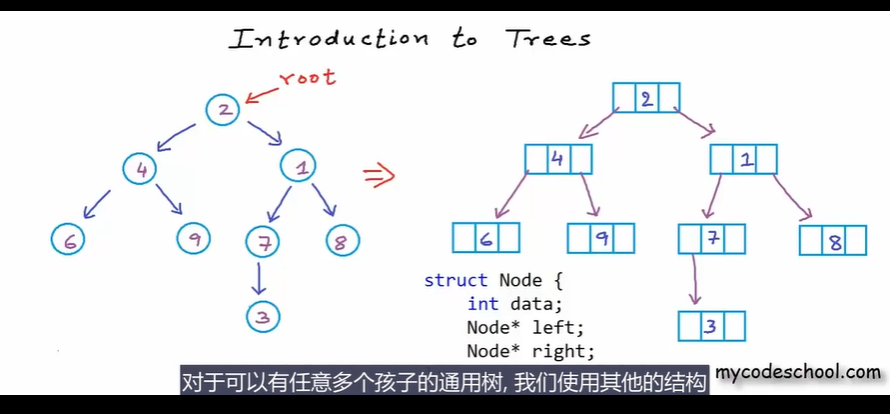 Introduction to Trees
root
2
2
4
1
4
1
6
9
7
8
6
9
7
8
3
3
struct Node {
int data;
Node* left;
Node* right;
对于可以有任意多个孩子的通用树, 我们使用其他的结构
mycodeschool.com